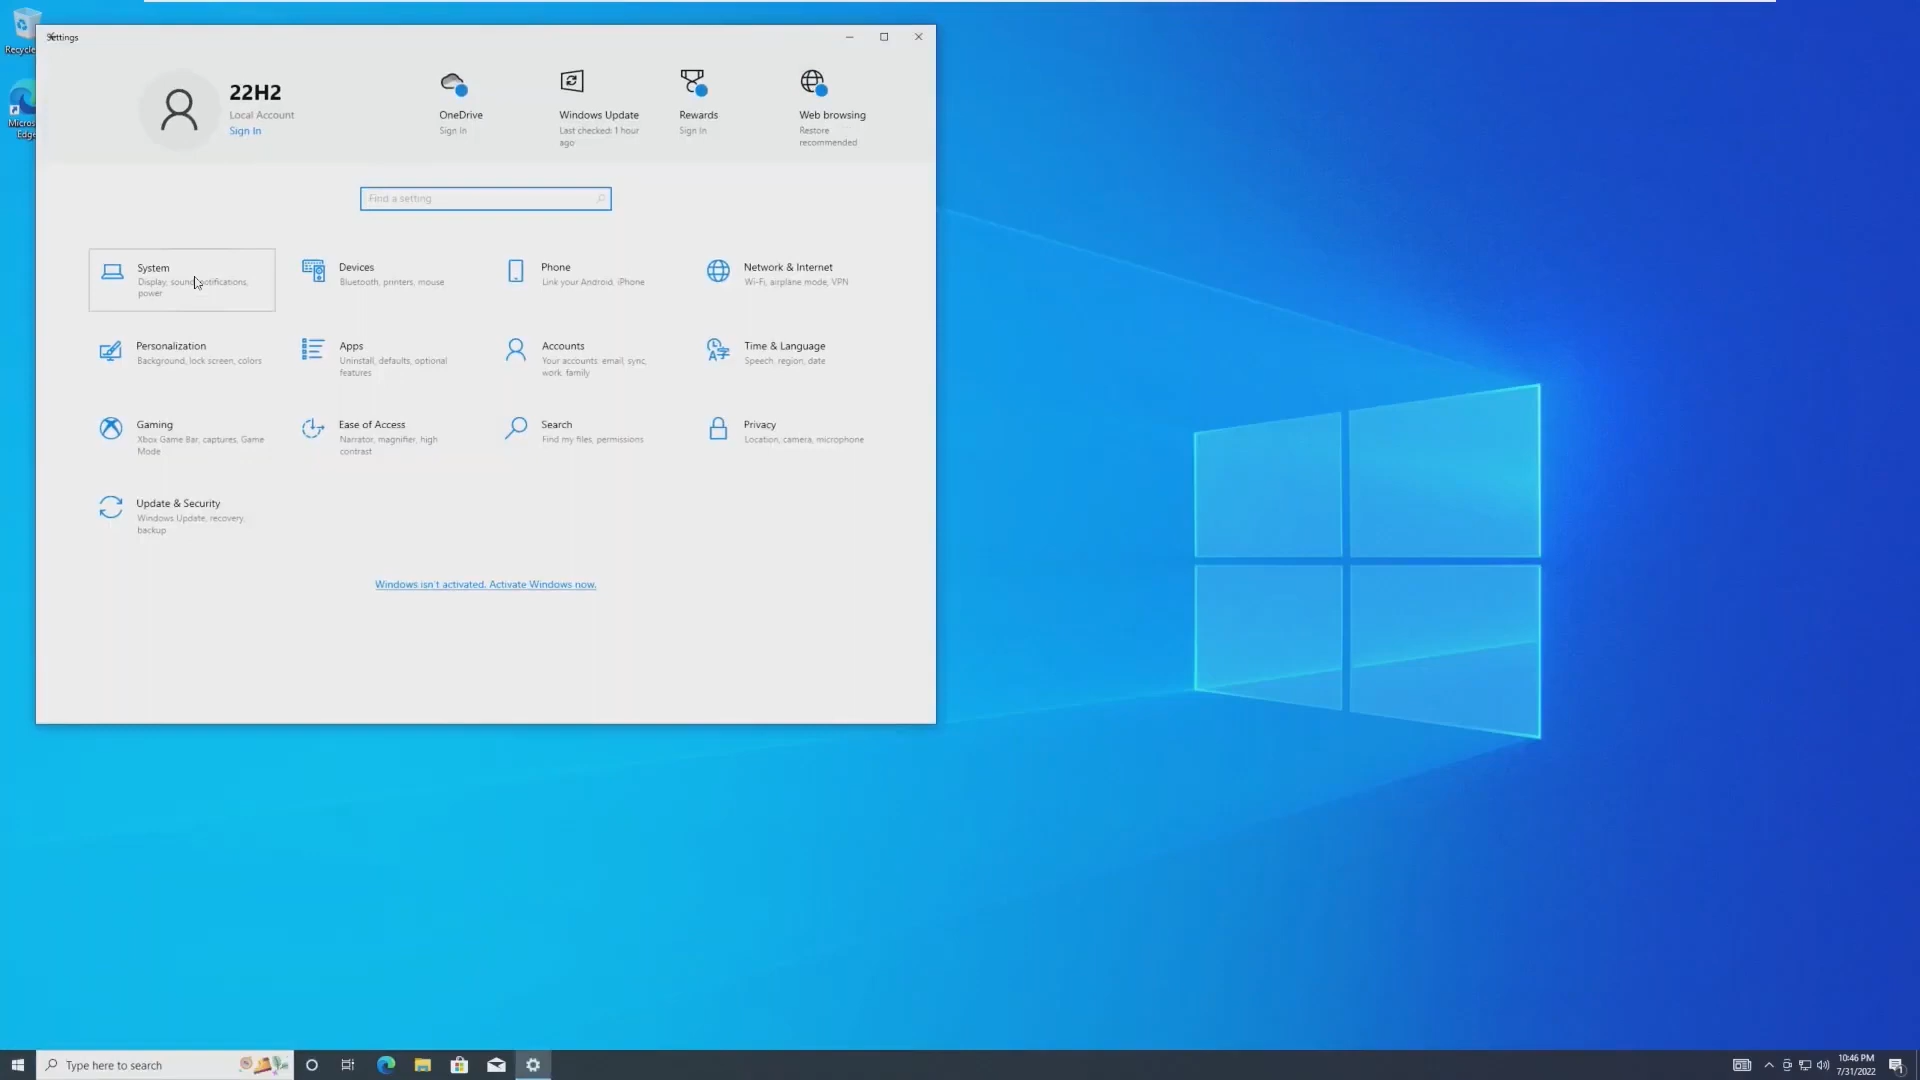 Recycle
Micros
Edge
Settings
22H2
Local Account
Sign In
OneDrive
Sign In
Windows Update
Last checked: 1 hour
ago
Rewards
Sign In
Web browsing
Restore
recommended
Find a setting
System
Display, sound, notifications,
power
Devices
Bluetooth, printers, mouse
Phone
Link your Android, iPhone
Network & Internet
Wi-Fi, airplane mode, VPN
Personalization
Background, lock screen, colors
Apps
Uninstall, defaults, optional
features
Accounts
Your accounts, email, sync,
work, family
Time & Language
Speech, region, date
Gaming
Xbox Game Bar, captures, Game
Mode
Ease of Access
Narrator, magnifier, high
contrast
Search
Find my files, permissions
Privacy
Location, camera, microphone
Update & Security
Windows Update, recovery,
backup
Windows isn't activated. Activate Windows now.
Type here to search
10:46 PM
7/31/2022